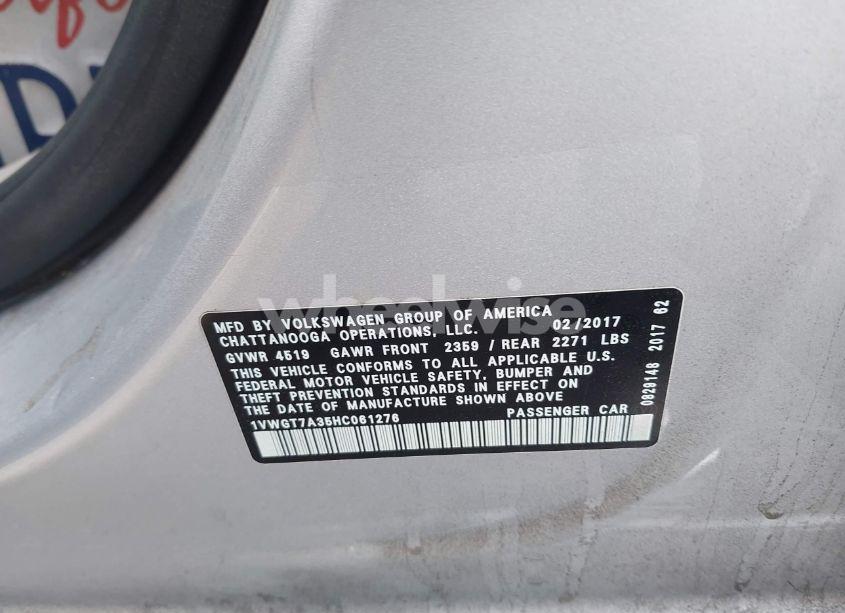 wheelwise
MFD BY VOLKSWAGEN GROUP OF AMERICA
CHATTANOOGA OPERATIONS, LLC. 02/2017
GVWR 4519 GAWR FRONT 2359 / REAR 2271 LBS
THIS VEHICLE CONFORMS TO ALL APPLICABLE U.S.
FEDERAL MOTOR VEHICLE SAFETY, BUMPER AND
THEFT PREVENTION STANDARDS IN EFFECT ON
THE DATE OF MANUFACTURE SHOWN ABOVE
1VWGT7A35HC061276 PASSENGER CAR
0829148 2017 62